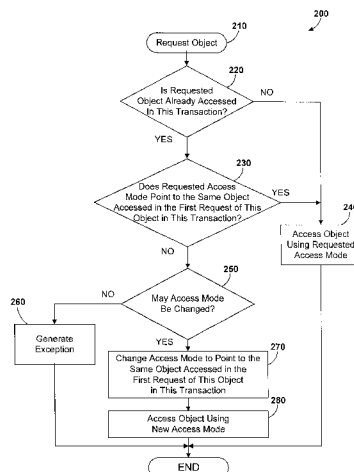 200
210
Request Object
220
Is Requested
Object Already Accessed
In This Transaction?
NO
YES
230
Does Requested Access
Mode Point to the Same Object
Accessed in the First Request of This
Object in This Transaction?
YES
240
Access Object
Using Requested
Access Mode
NO
250
May Access Mode
Be Changed?
NO
260
Generate
Exception
YES
270
Change Access Mode to Point to the
Same Object Accessed in the
First Request of This Object
in This Transaction
280
Access Object Using
New Access Mode
END